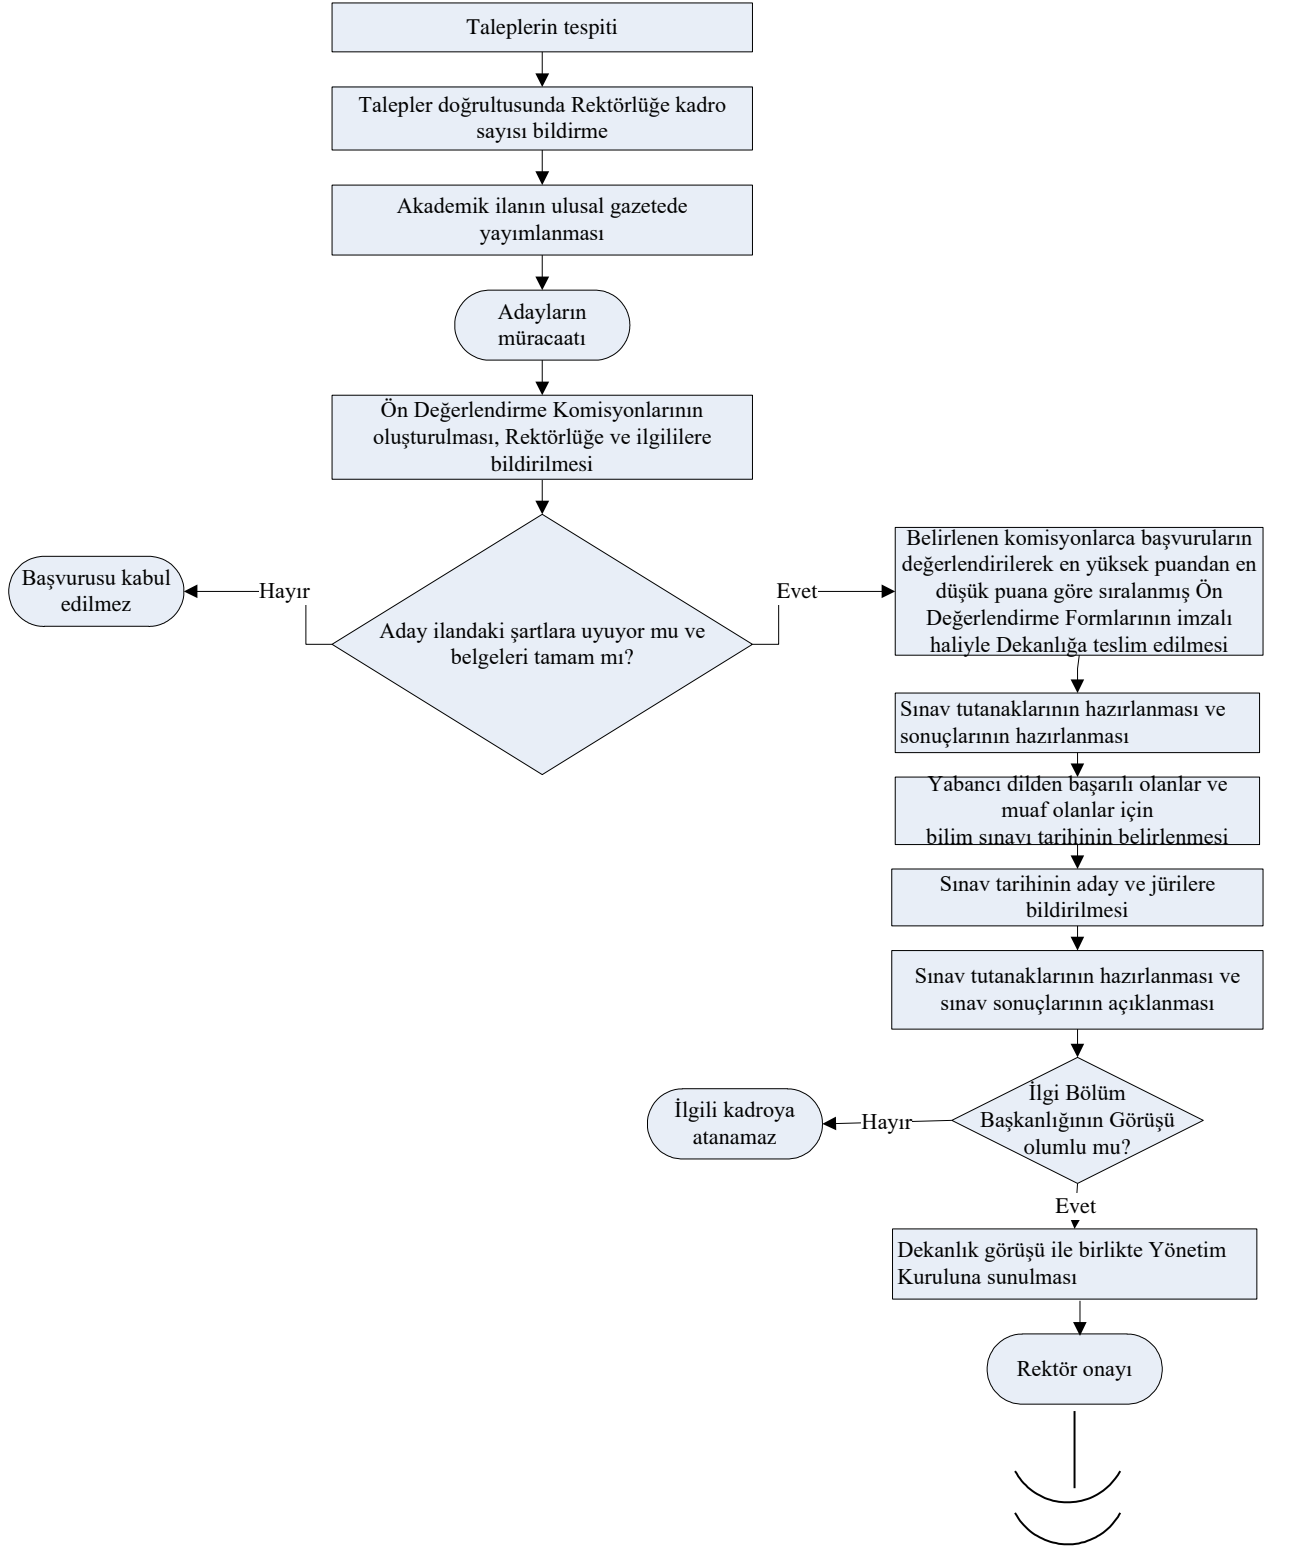 Taleplerin tespiti
Talepler doğrultusunda Rektörlüğe kadro
sayısı bildirme
Akademik ilanın ulusal gazetede
yayımlanması
Adayların
müracaatı
Ön Değerlendirme Komisyonlarının
oluşturulması, Rektörlüğe ve ilgililere
bildirilmesi
Aday ilandaki şartlara uyuyor mu ve
belgeleri tamam mı?
Hayır
Başvurusu kabul
edilmez
Evet
Belirlenen komisyonlarca başvuruların
değerlendirilerek en yüksek puandan en
düşük puana göre sıralanmış Ön
Değerlendirme Formlarının imzalı
haliyle Dekanlığa teslim edilmesi
Sınav tutanaklarının hazırlanması ve
sonuçlarının hazırlanması
Yabancı dilden başarılı olanlar ve
muaf olanlar için
bilim sınavı tarihinin belirlenmesi
Sınav tarihinin aday ve jürilere
bildirilmesi
Sınav tutanaklarının hazırlanması ve
sınav sonuçlarının açıklanması
İlgi Bölüm
Başkanlığının Görüşü
olumlu mu?
Hayır
İlgili kadroya
atanamaz
Evet
Dekanlık görüşü ile birlikte Yönetim
Kuruluna sunulması
Rektör onayı